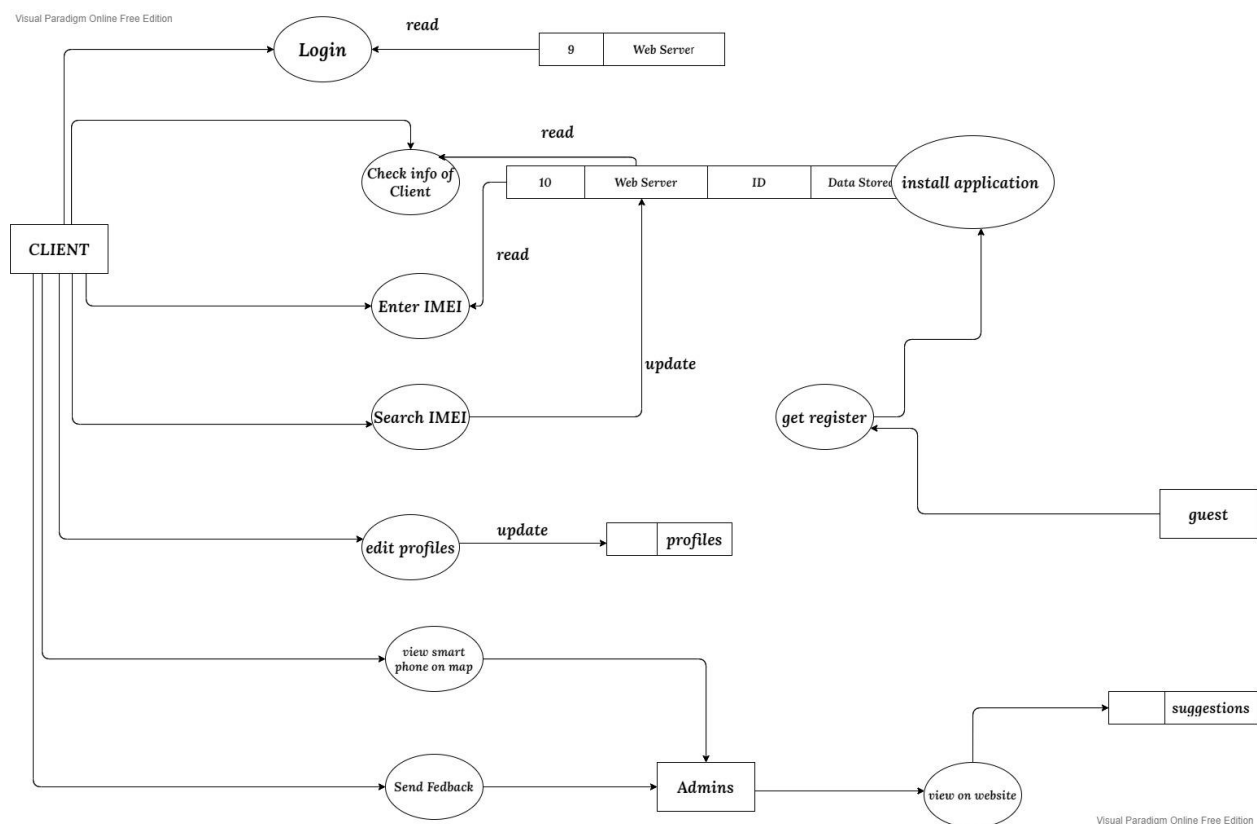 Visual Paradigm Online Free Edition
read
Login
9
Web Server
read
Check info of
Client
10
Web Server
ID
Data Stored
install application
CLIENT
read
Enter IMEI
update
Search IMEI
get register
guest
edit profiles
update
profiles
view smart
phone on map
suggestions
Send Fedback
Admins
view on website
Visual Paradigm Online Free Edition